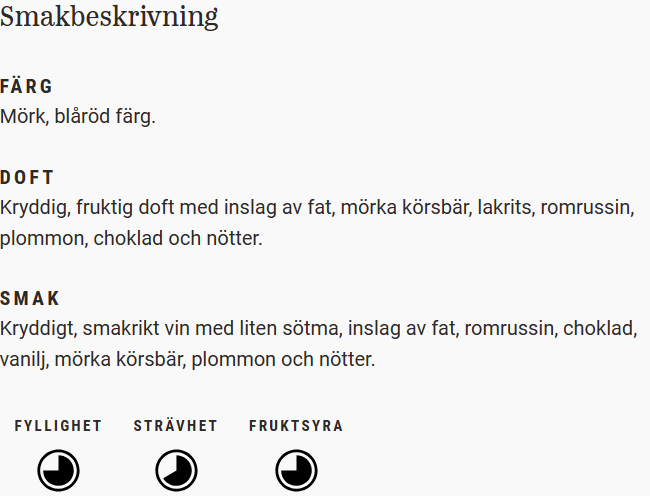 Smakbeskrivning
FÄRG
Mörk, blåröd färg.
DOFT
Kryddig, fruktig doft med inslag av fat, mörka körsbär, lakrits, romrussin,
plommon, choklad och nötter.
SMAK
Kryddigt, smakrikt vin med liten sötma, inslag av fat, romrussin, choklad,
vanilj, mörka körsbär, plommon och nötter.
FYLLIGHET STRÄVHET FRUKTSYRA